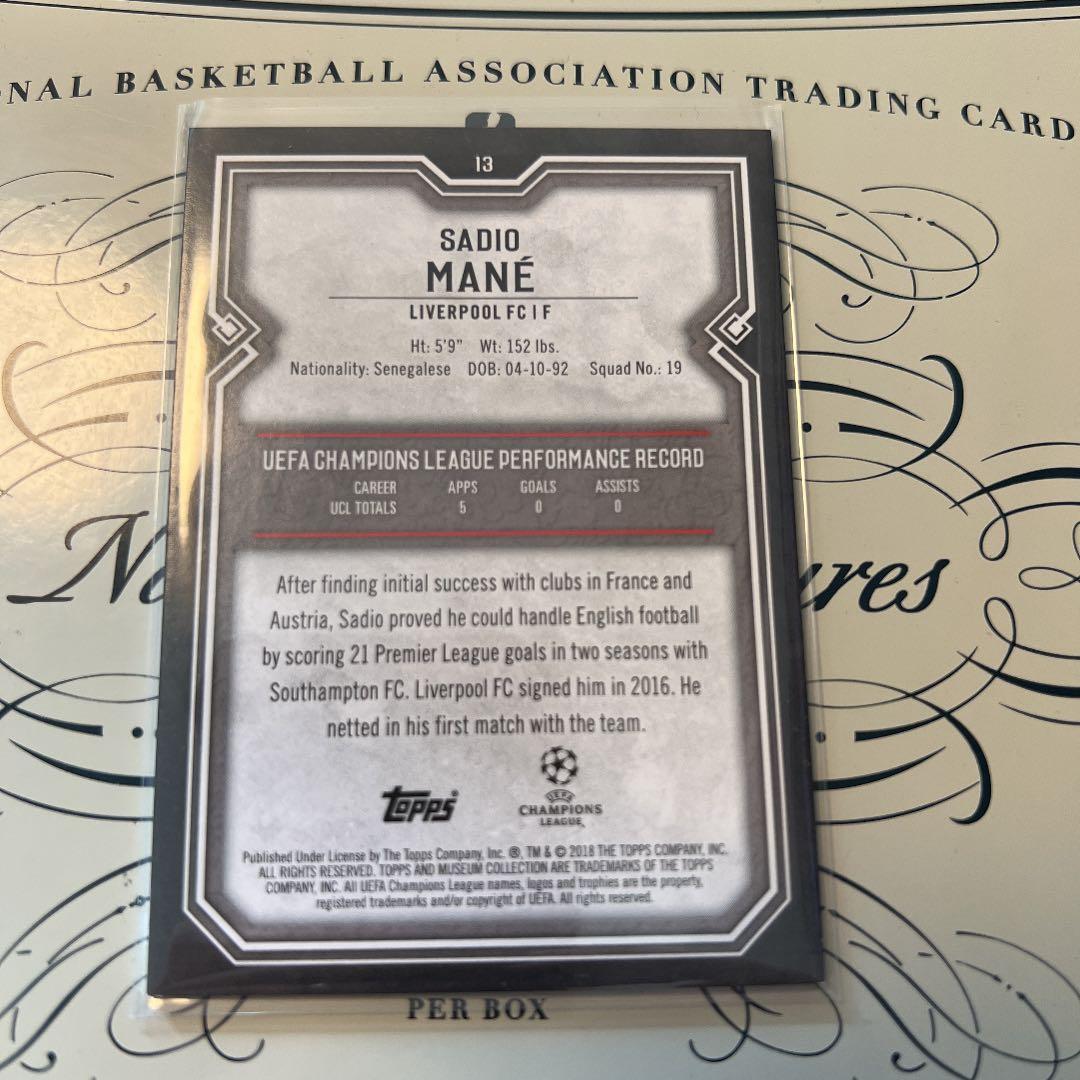 NAL BASKETBALL ASSOCIATION TRADING CARD
13
SADIO
MANÉ
LIVERPOOL FC | F
Ht: 5'9" Wt: 152 lbs.
Nationality: Senegalese DOB: 04-10-92 Squad No.: 19
UEFA CHAMPIONS LEAGUE PERFORMANCE RECORD
CAREER APPS GOALS ASSISTS
UCL TOTALS 5 0 0
After finding initial success with clubs in France and
Austria, Sadio proved he could handle English football
by scoring 21 Premier League goals in two seasons with
Southampton FC. Liverpool FC signed him in 2016. He
netted in his first match with the team.
topps®
UEFA
CHAMPIONS
LEAGUE
Published Under License by The Topps Company, Inc. ®, TM & © 2018 THE TOPPS COMPANY, INC.
ALL RIGHTS RESERVED. TOPPS AND MUSEUM COLLECTION ARE TRADEMARKS OF THE TOPPS
COMPANY, INC. All UEFA Champions League names, logos and trophies are the property,
registered trademarks and/or copyright of UEFA. All rights reserved.
PER BOX